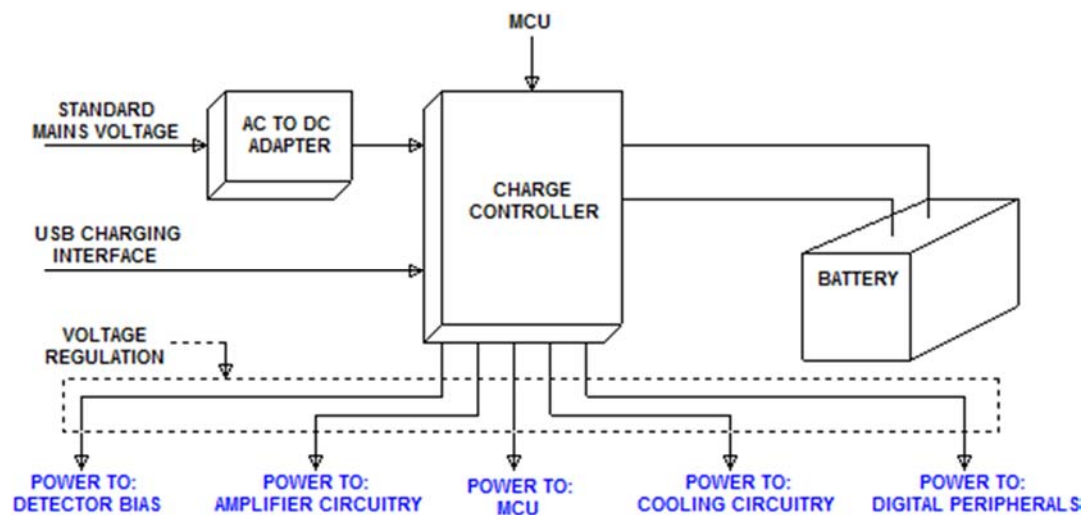 MCU
STANDARD
MAINS VOLTAGE
AC TO DC
ADAPTER
CHARGE
CONTROLLER
USB CHARGING
INTERFACE
BATTERY
VOLTAGE
REGULATION
POWER TO:
DETECTOR BIAS
POWER TO:
AMPLIFIER CIRCUITRY
POWER TO:
MCU
POWER TO:
COOLING CIRCUITRY
POWER TO:
DIGITAL PERIPHERALS